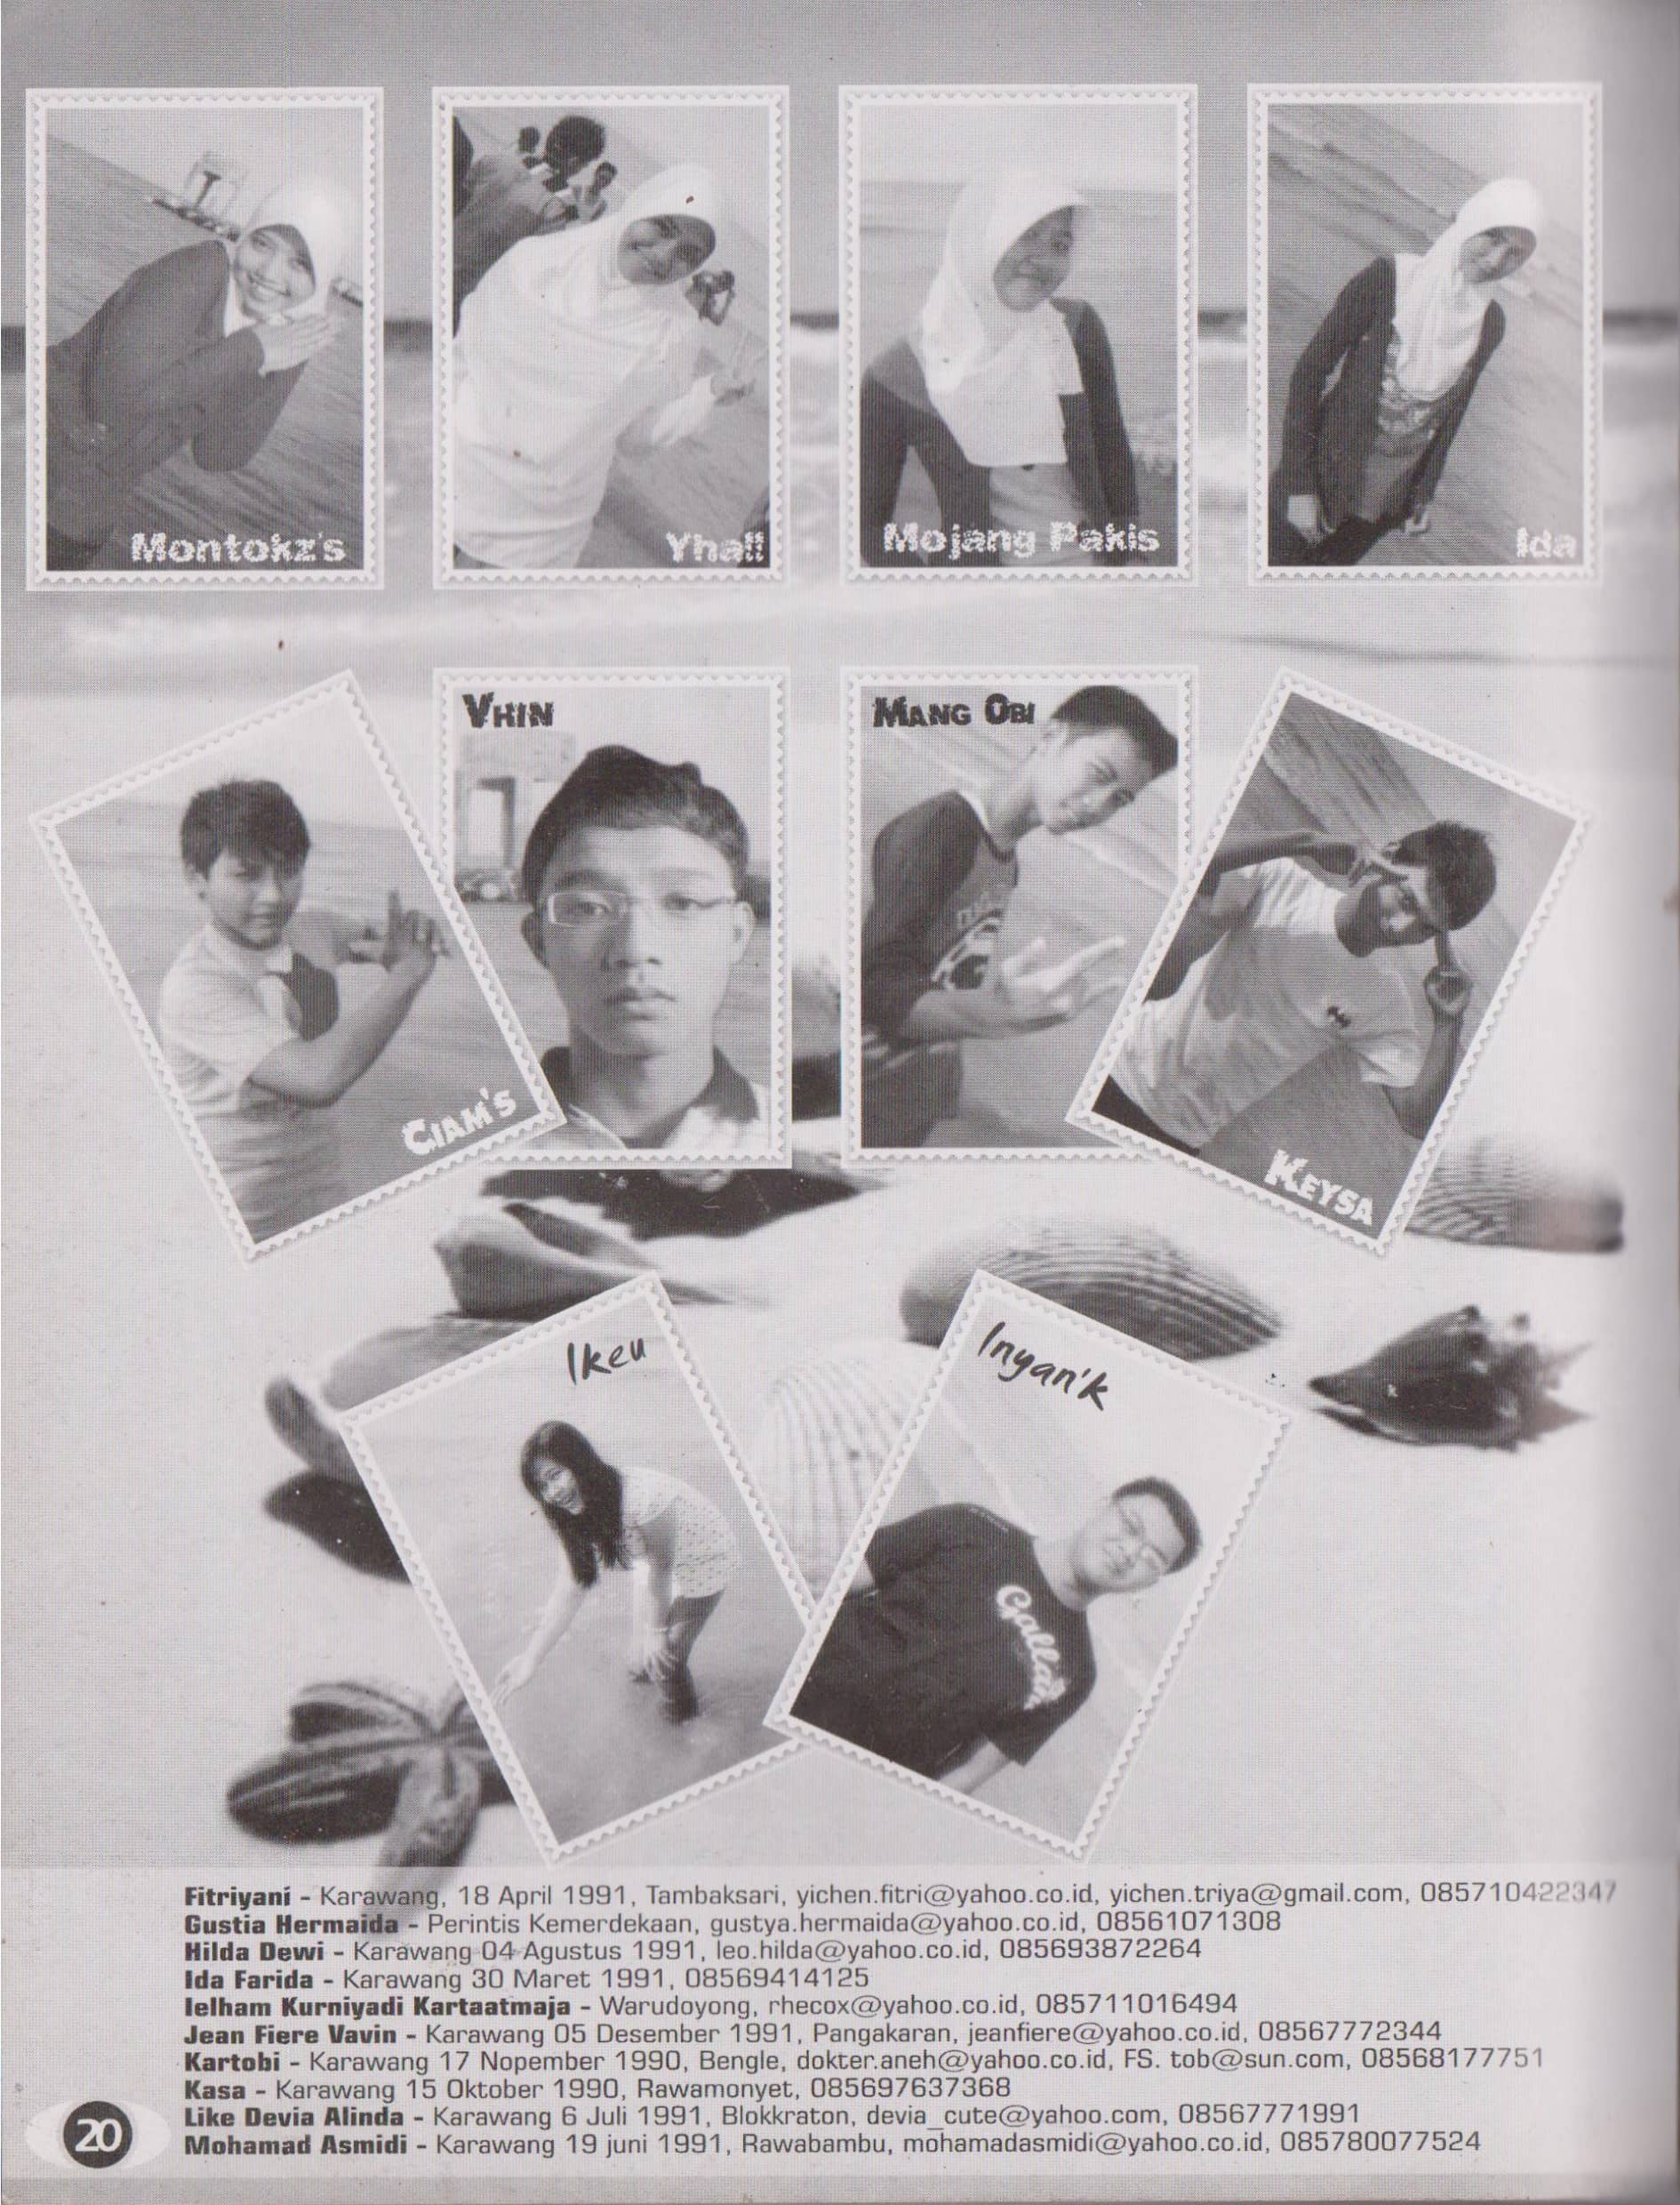 Montokz's
Yha!!
Mojang Pakis
Ida
Ciam's
Vhin
Mang Obi
Keysa
Ikeu
Inyan'k
Fitriyani - Karawang, 18 April 1991, Tambaksari, yichen.fitri@yahoo.co.id, yichen.triya@gmail.com, 085710422347
Gustia Hermaida - Perintis Kemerdekaan, gustya.hermaida@yahoo.co.id, 08561071308
Hilda Dewi - Karawang 04 Agustus 1991, leo.hilda@yahoo.co.id, 085693872264
Ida Farida - Karawang 30 Maret 1991, 08569414125
Ielham Kurniyadi Kartaatmaja - Warudoyong, rhecox@yahoo.co.id, 085711016494
Jean Fiere Vavin - Karawang 05 Desember 1991, Pangakaran, jeanfiere@yahoo.co.id, 08567772344
Kartobi - Karawang 17 Nopember 1990, Bengle, dokter.aneh@yahoo.co.id, FS. tob@sun.com, 08568177751
Kasa - Karawang 15 Oktober 1990, Rawamonyet, 085697637368
Like Devia Alinda - Karawang 6 Juli 1991, Blokkraton, devia_cute@yahoo.com, 08567771991
Mohamad Asmidi - Karawang 19 juni 1991, Rawabambu, mohamadasmidi@yahoo.co.id, 085780077524
20